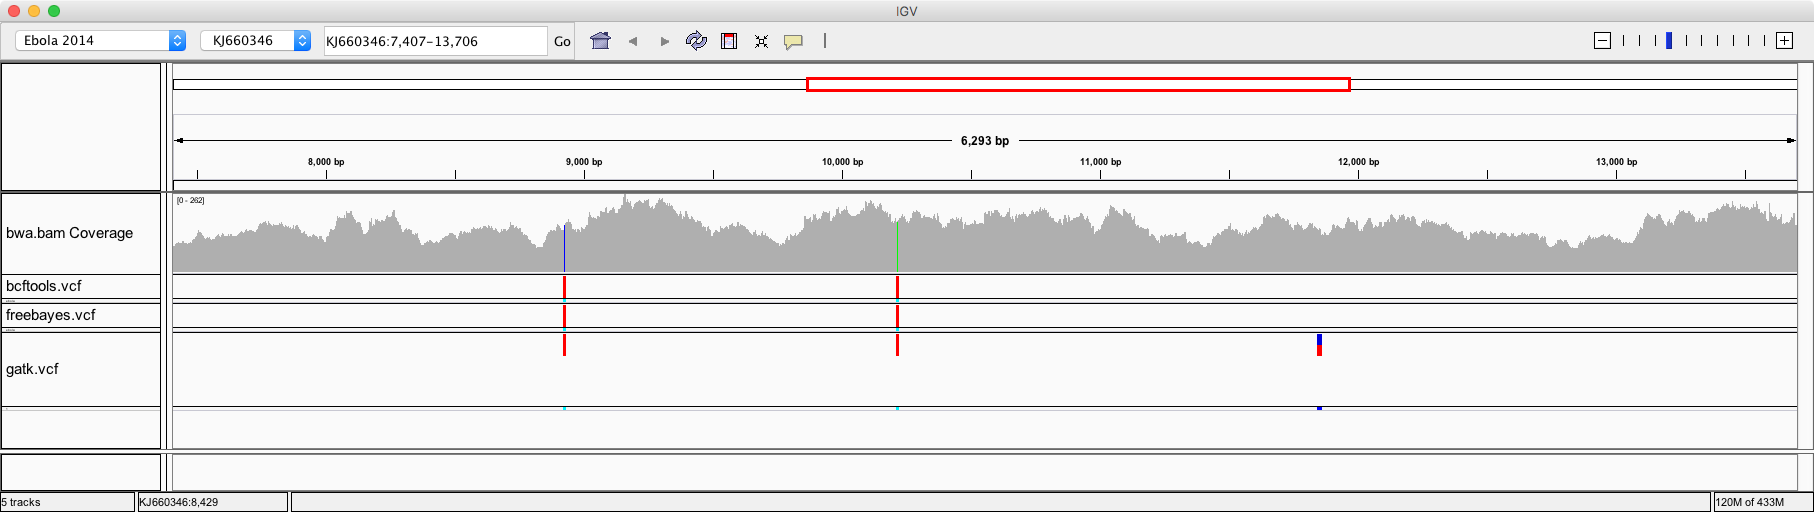 IGV
Ebola 2014 KJ660346 KJ660346:7,407-13,706 Go
6,293 bp
8,000 bp 9,000 bp 10,000 bp 11,000 bp 12,000 bp 13,000 bp
[0 - 262]
bwa.bam Coverage
bcftools.vcf
freebayes.vcf
gatk.vcf
5 tracks KJ660346:8,429 120M of 433M